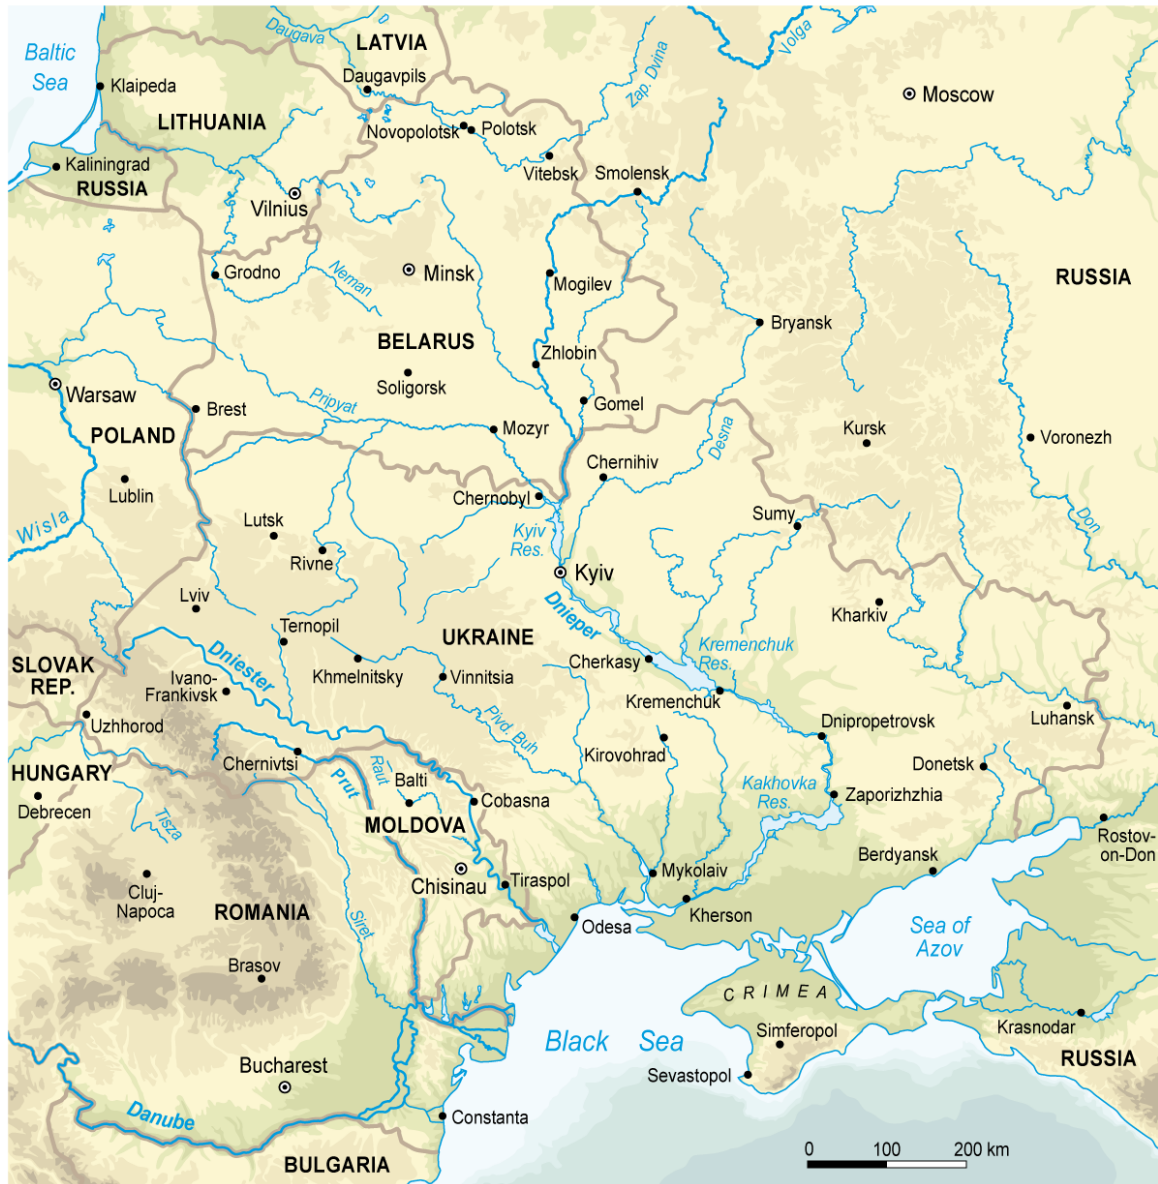 Baltic
Sea
Daugava
LATVIA
Volga
Klaipeda
Daugavpils
Zap. Dvina
Moscow
LITHUANIA
Novopolotsk
Polotsk
Kaliningrad
RUSSIA
Vitebsk
Smolensk
Vilnius
Grodno
Neman
Minsk
Mogilev
RUSSIA
Bryansk
BELARUS
Zhlobin
Soligorsk
Warsaw
Brest
Pripyat
Gomel
POLAND
Mozyr
Desna
Kursk
Voronezh
Lublin
Chernihiv
Chernobyl
Wisla
Lutsk
Kyiv
Res.
Sumy
Don
Rivne
Kyiv
Lviv
Dnieper
Kharkiv
Ternopil
UKRAINE
Kremenchuk
Res.
SLOVAK
REP.
Dniester
Ivano-
Frankivsk
Khmelnitsky
Vinnitsia
Cherkasy
Kremenchuk
Uzhhorod
Pivd. Buh
Dnipropetrovsk
Luhansk
HUNGARY
Chernivtsi
Prut
Raut
Balti
Kirovohrad
Donetsk
Debrecen
Tisza
Cobasna
Kakhovka
Res.
Zaporizhzhia
MOLDOVA
Rostov-
on-Don
Cluj-
Napoca
Chisinau
Tiraspol
Mykolaiv
Berdyansk
ROMANIA
Siret
Odesa
Kherson
Sea of
Azov
Brasov
CRIMEA
Krasnodar
Black Sea
Simferopol
RUSSIA
Bucharest
Sevastopol
Danube
Constanta
BULGARIA
0 100 200 km